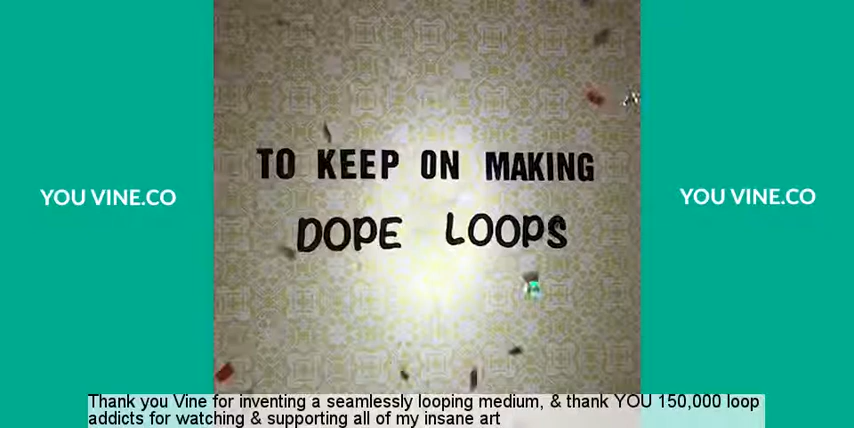 TO KEEP ON MAKING
DOPE LOOPS
YOU VINE.CO
YOU VINE.CO
Thank you Vine for inventing a seamlessly looping medium, & thank YOU 150,000 loop
addicts for watching & supporting all of my insane art